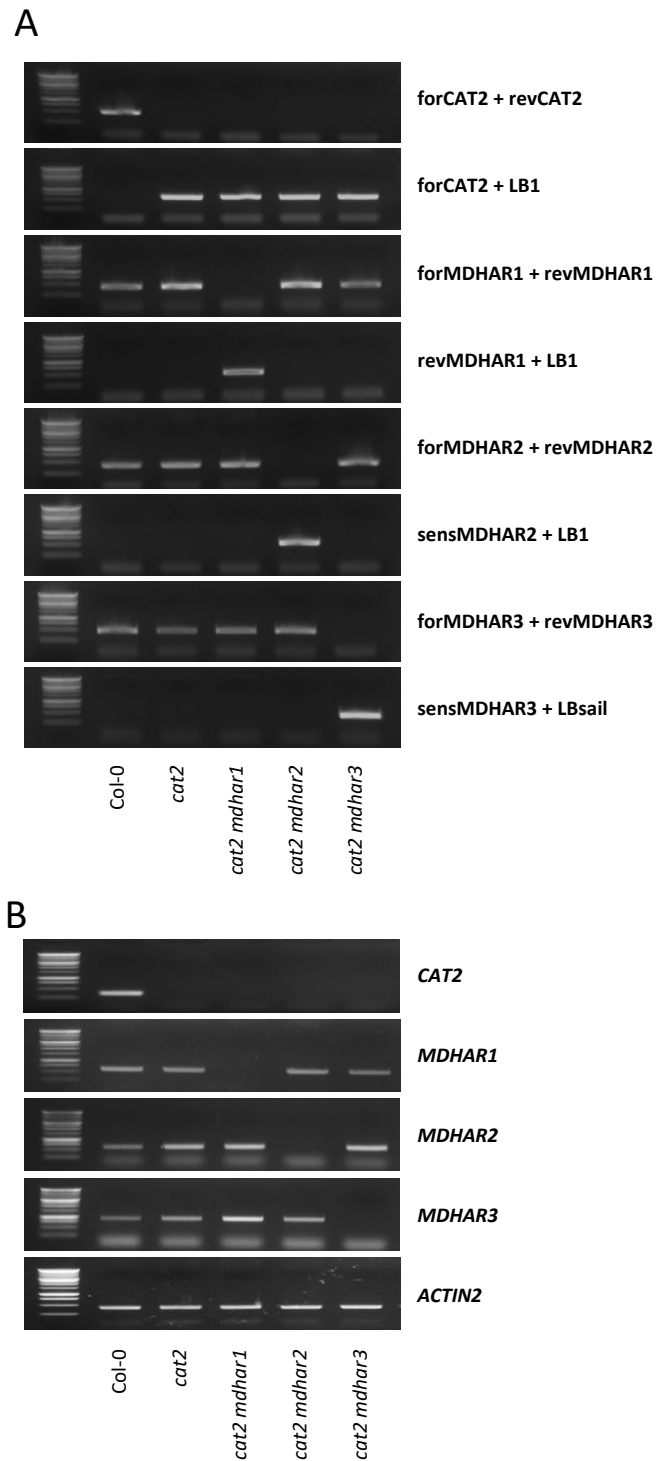 A
forCAT2 + revCAT2
forCAT2 + LB1
forMDHAR1 + revMDHAR1
revMDHAR1 + LB1
forMDHAR2 + revMDHAR2
sensMDHAR2 + LB1
forMDHAR3 + revMDHAR3
sensMDHAR3 + LBsail
Col-0
cat2
cat2 mdhar1
cat2 mdhar2
cat2 mdhar3
B
CAT2
MDHAR1
MDHAR2
MDHAR3
ACTIN2
Col-0
cat2
cat2 mdhar1
cat2 mdhar2
cat2 mdhar3